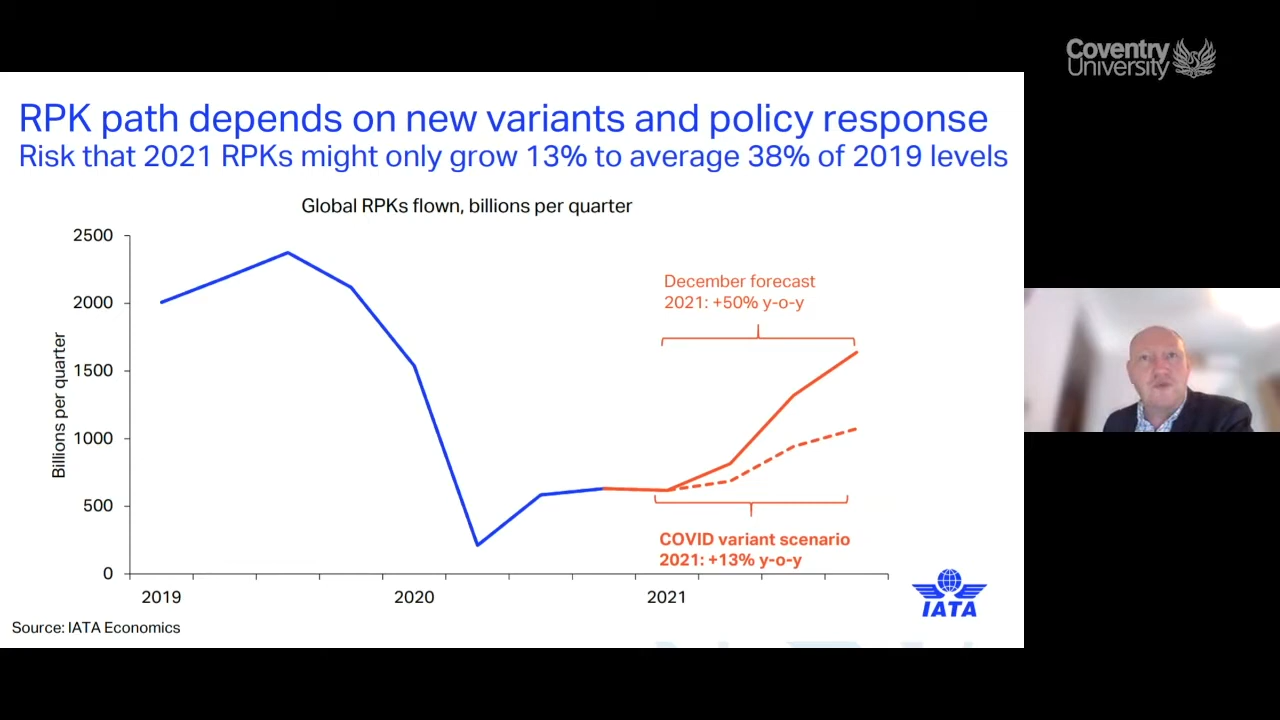 Coventry
University
RPK path depends on new variants and policy response
Risk that 2021 RPKs might only grow 13% to average 38% of 2019 levels
Global RPKs flown, billions per quarter
2500
2000
1500
1000
500
0
Billions per quarter
December forecast
2021: +50% y-o-y
COVID variant scenario
2021: +13% y-o-y
2019
2020
2021
IATA
Source: IATA Economics